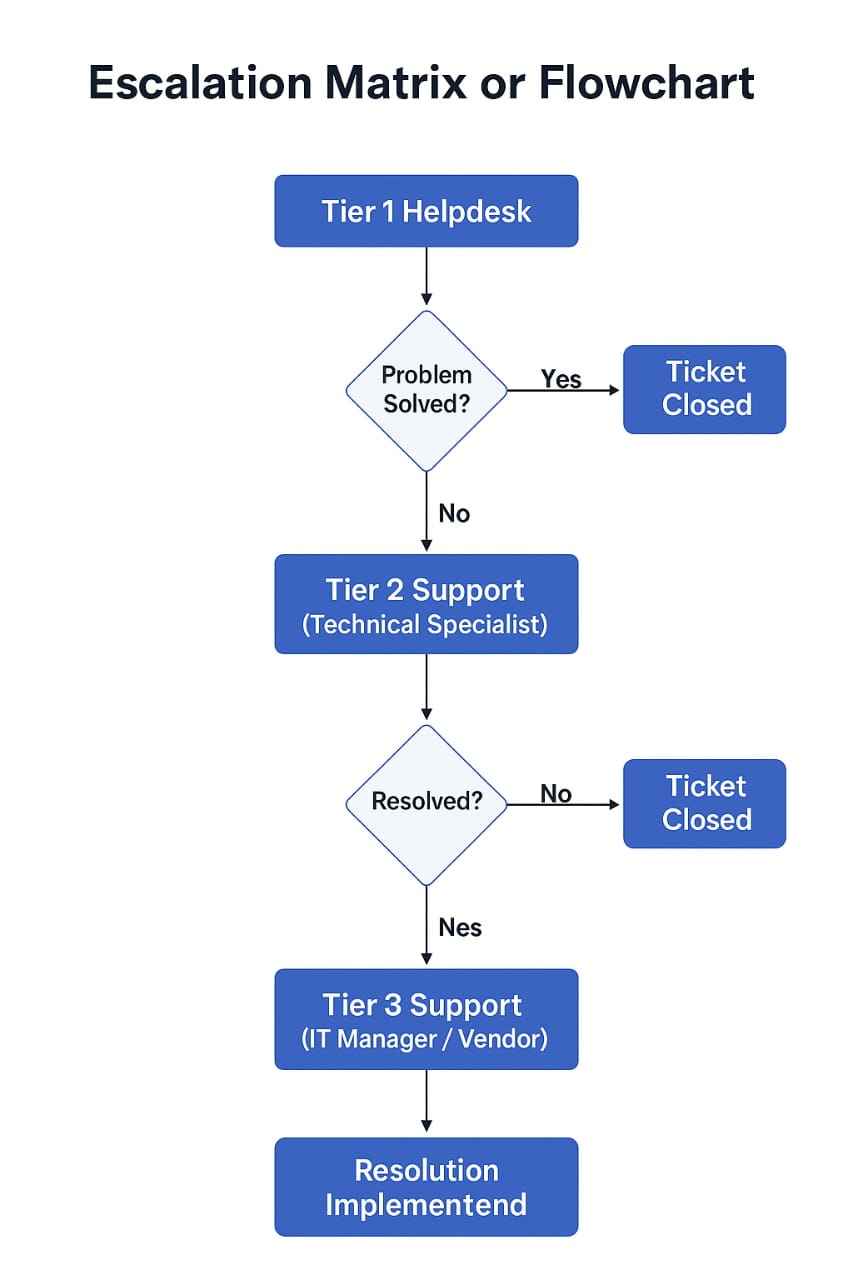 Escalation Matrix or Flowchart
Tier 1 Helpdesk
Problem
Solved?
Yes
Ticket
Closed
No
Tier 2 Support
(Technical Specialist)
Resolved?
No
Ticket
Closed
Nes
Tier 3 Support
(IT Manager / Vendor)
Resolution
Implementend